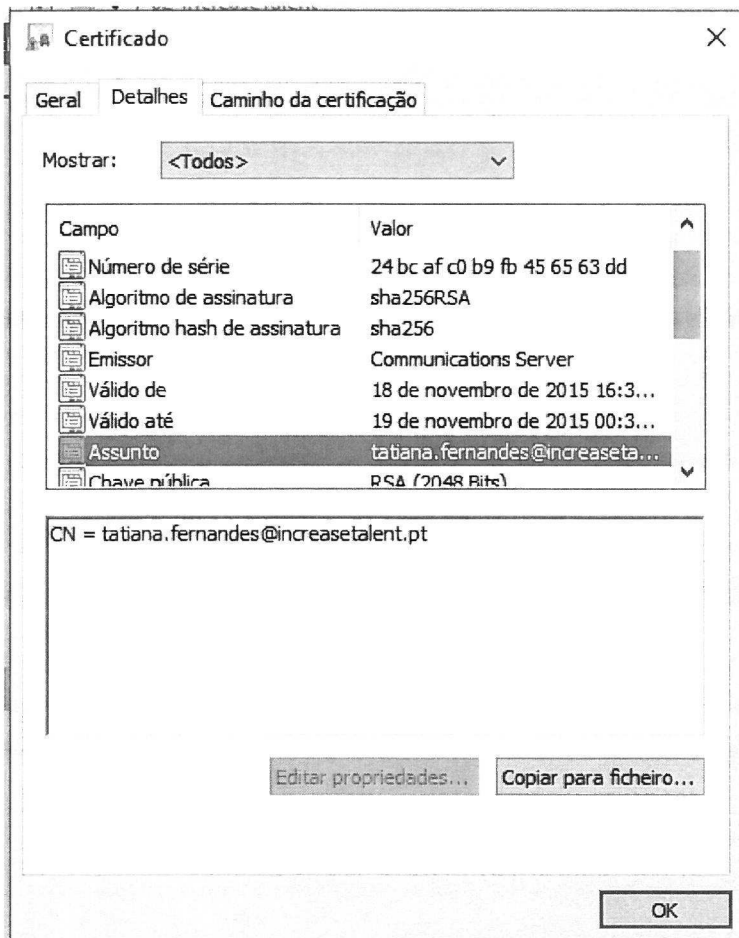 Certificado
Geral Detalhes Caminho da certificação
Mostrar: <Todos>
Campo Valor
Número de série 24 bc af c0 b9 fb 45 65 63 dd
Algoritmo de assinatura sha256RSA
Algoritmo hash de assinatura sha256
Emissor Communications Server
Válido de 18 de novembro de 2015 16:3...
Válido até 19 de novembro de 2015 00:3...
Assunto tatiana.fernandes@increaseta...
Chave pública RSA (2048 Bits)
CN = tatiana.fernandes@increasetalent.pt
Editar propriedades... Copiar para ficheiro...
OK